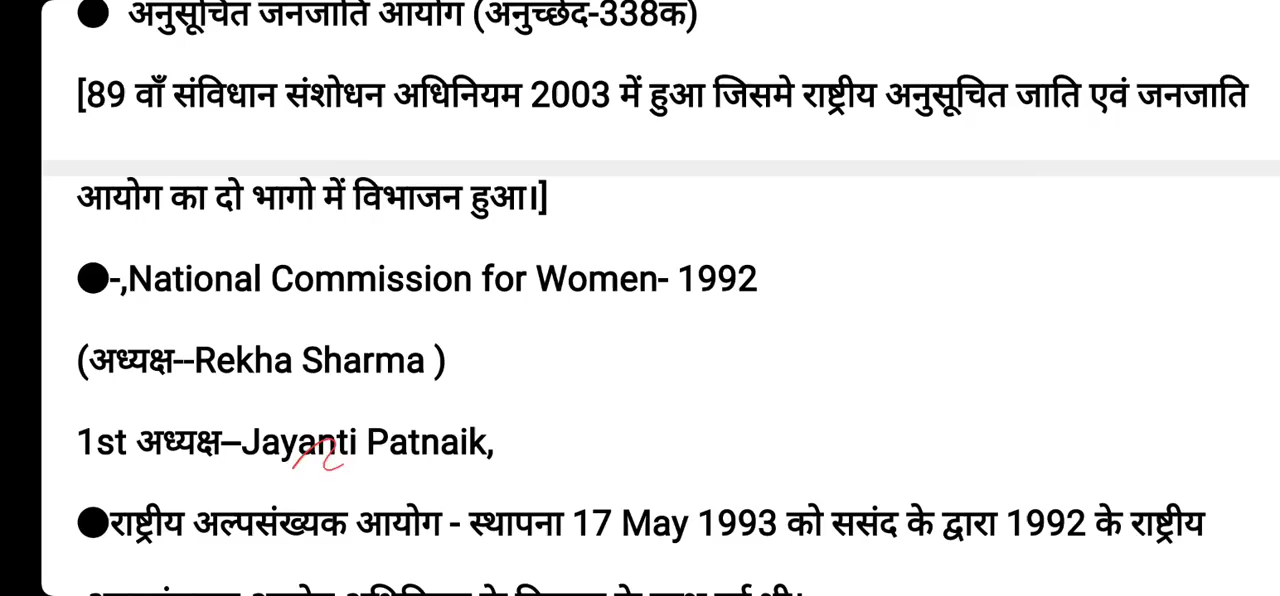 ● अनुसूचित जनजाति आयोग (अनुच्छेद-338क)
[89 वाँ संविधान संशोधन अधिनियम 2003 में हुआ जिसमे राष्ट्रीय अनुसूचित जाति एवं जनजाति
आयोग का दो भागो में विभाजन हुआ।]
●-,National Commission for Women- 1992
(अध्यक्ष--Rekha Sharma )
1st अध्यक्ष–Jayanti Patnaik,
●राष्ट्रीय अल्पसंख्यक आयोग - स्थापना 17 May 1993 को ससंद के द्वारा 1992 के राष्ट्रीय